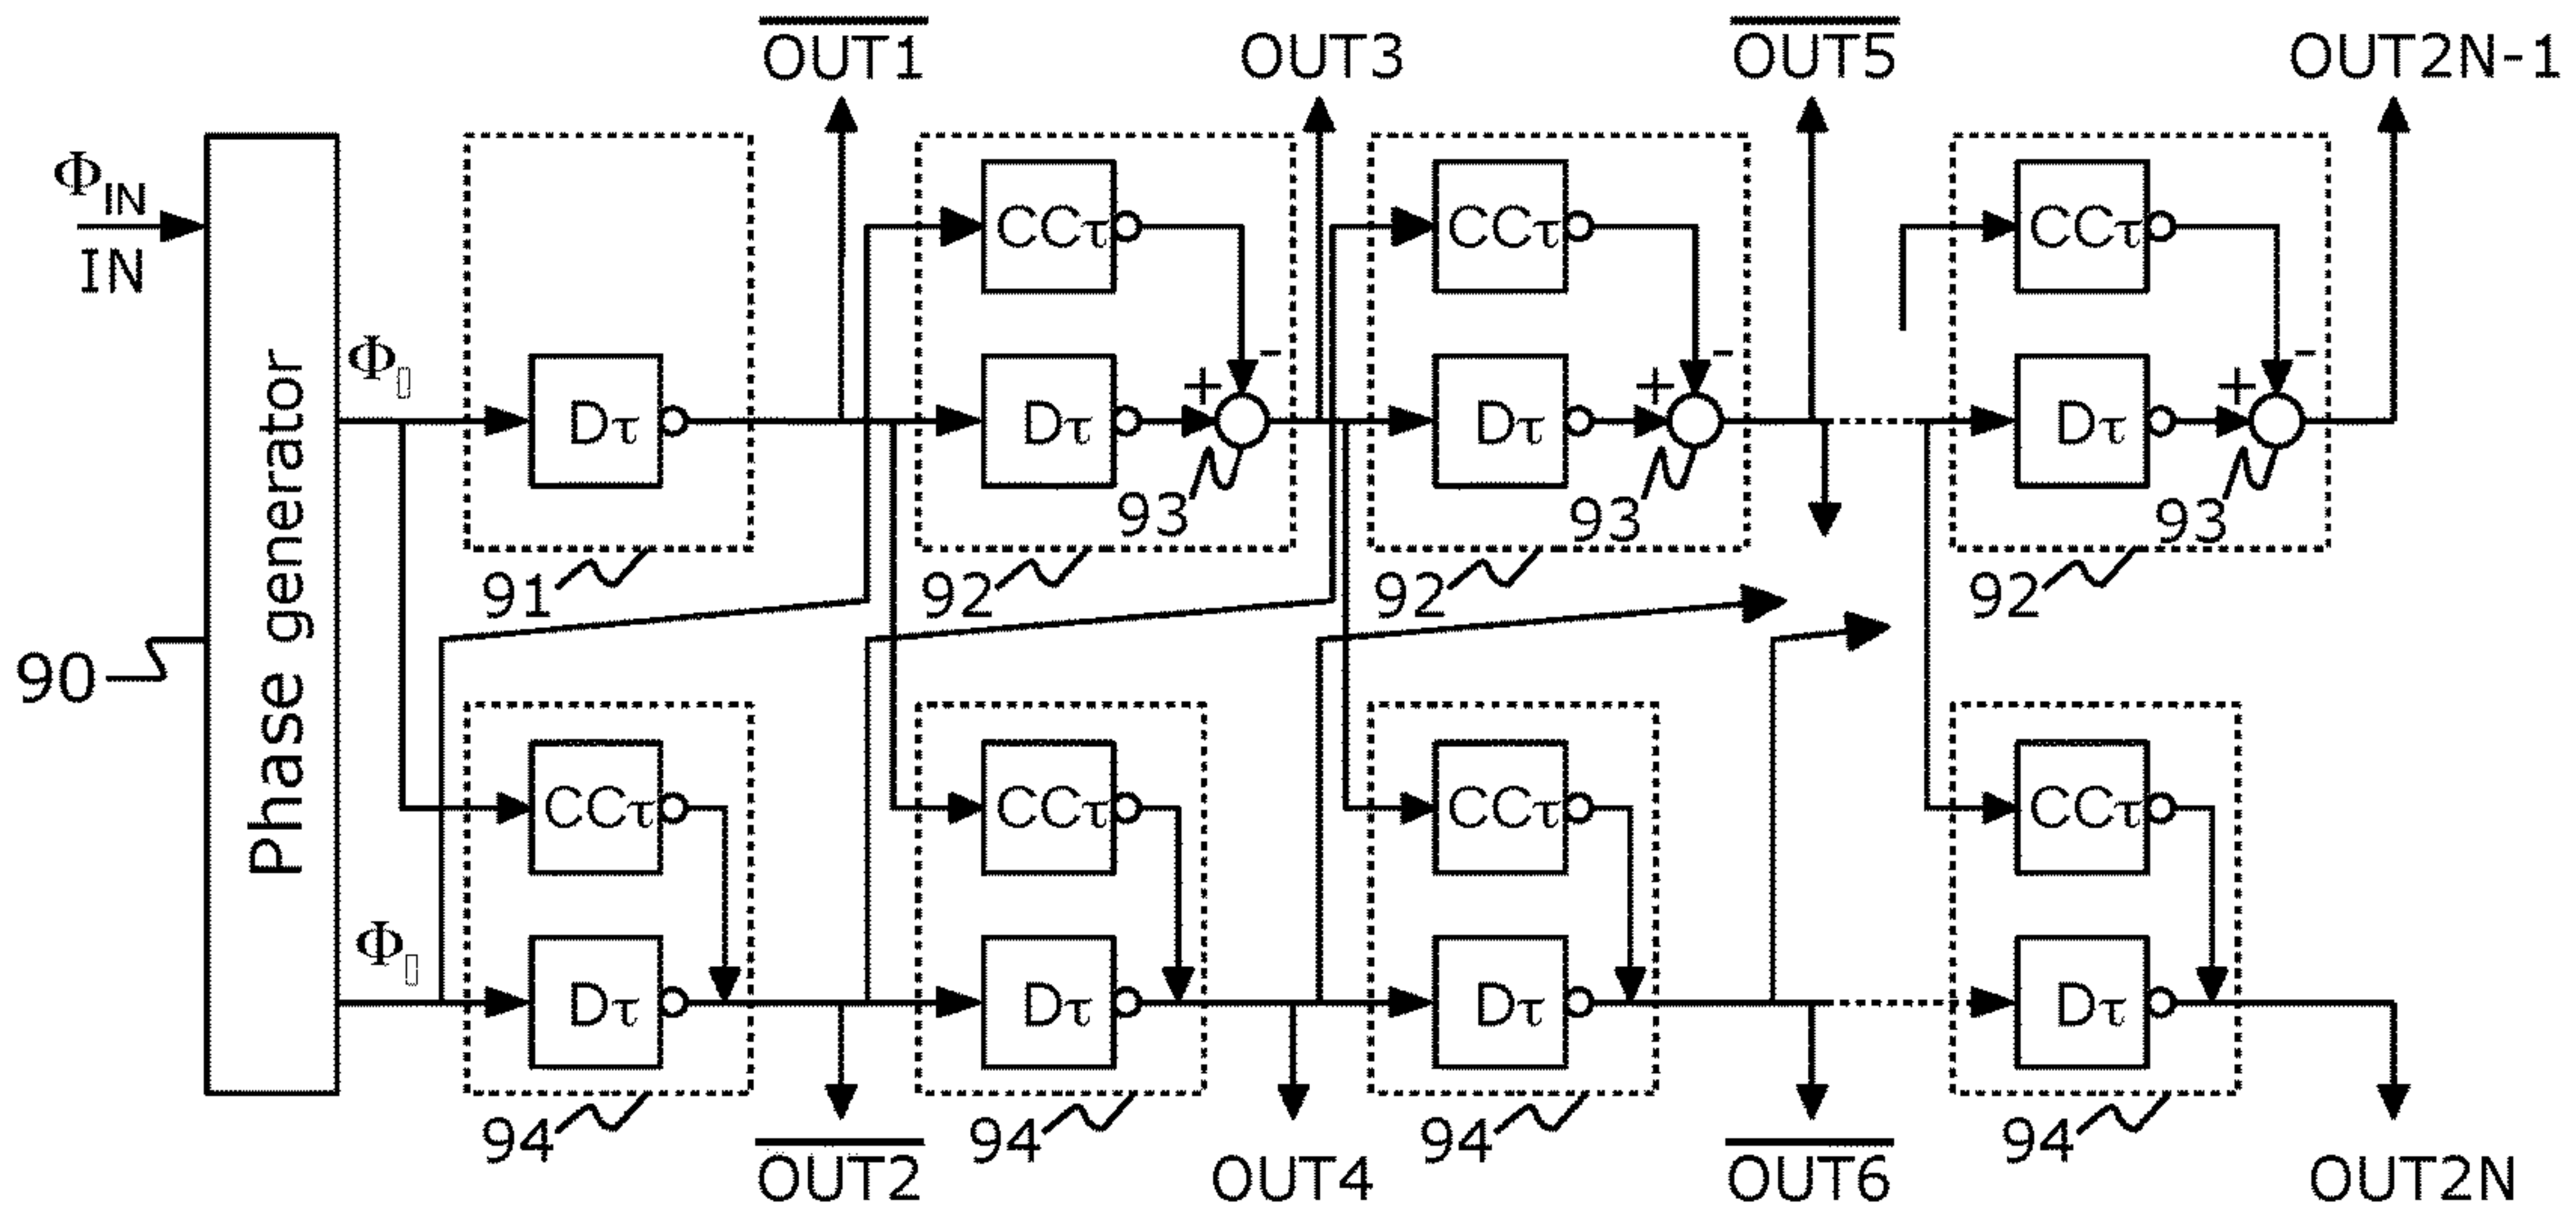 OUT1 OUT3 OUT5 OUT2N-1
Φ_IN
IN
Phase generator
90
Φ▯
Dτ
91
CCτ
Dτ
+
-
93
92
CCτ
Dτ
+
-
93
92
CCτ
Dτ
+
-
93
92
Φ▯
CCτ
Dτ
94
CCτ
Dτ
94
CCτ
Dτ
94
CCτ
Dτ
94
OUT2 OUT4 OUT6 OUT2N